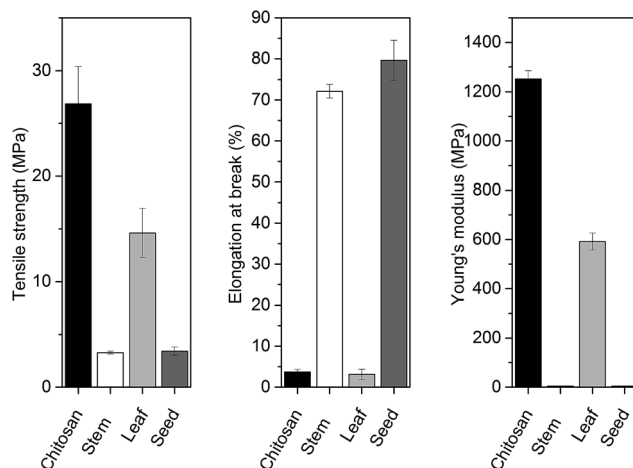 Tensile strength (MPa)
30
20
10
0
Chitosan
Stem
Leaf
Seed
Elongation at break (%)
90
80
70
60
50
40
30
20
10
0
Chitosan
Stem
Leaf
Seed
Young's modulus (MPa)
1400
1200
1000
800
600
400
200
0
Chitosan
Stem
Leaf
Seed